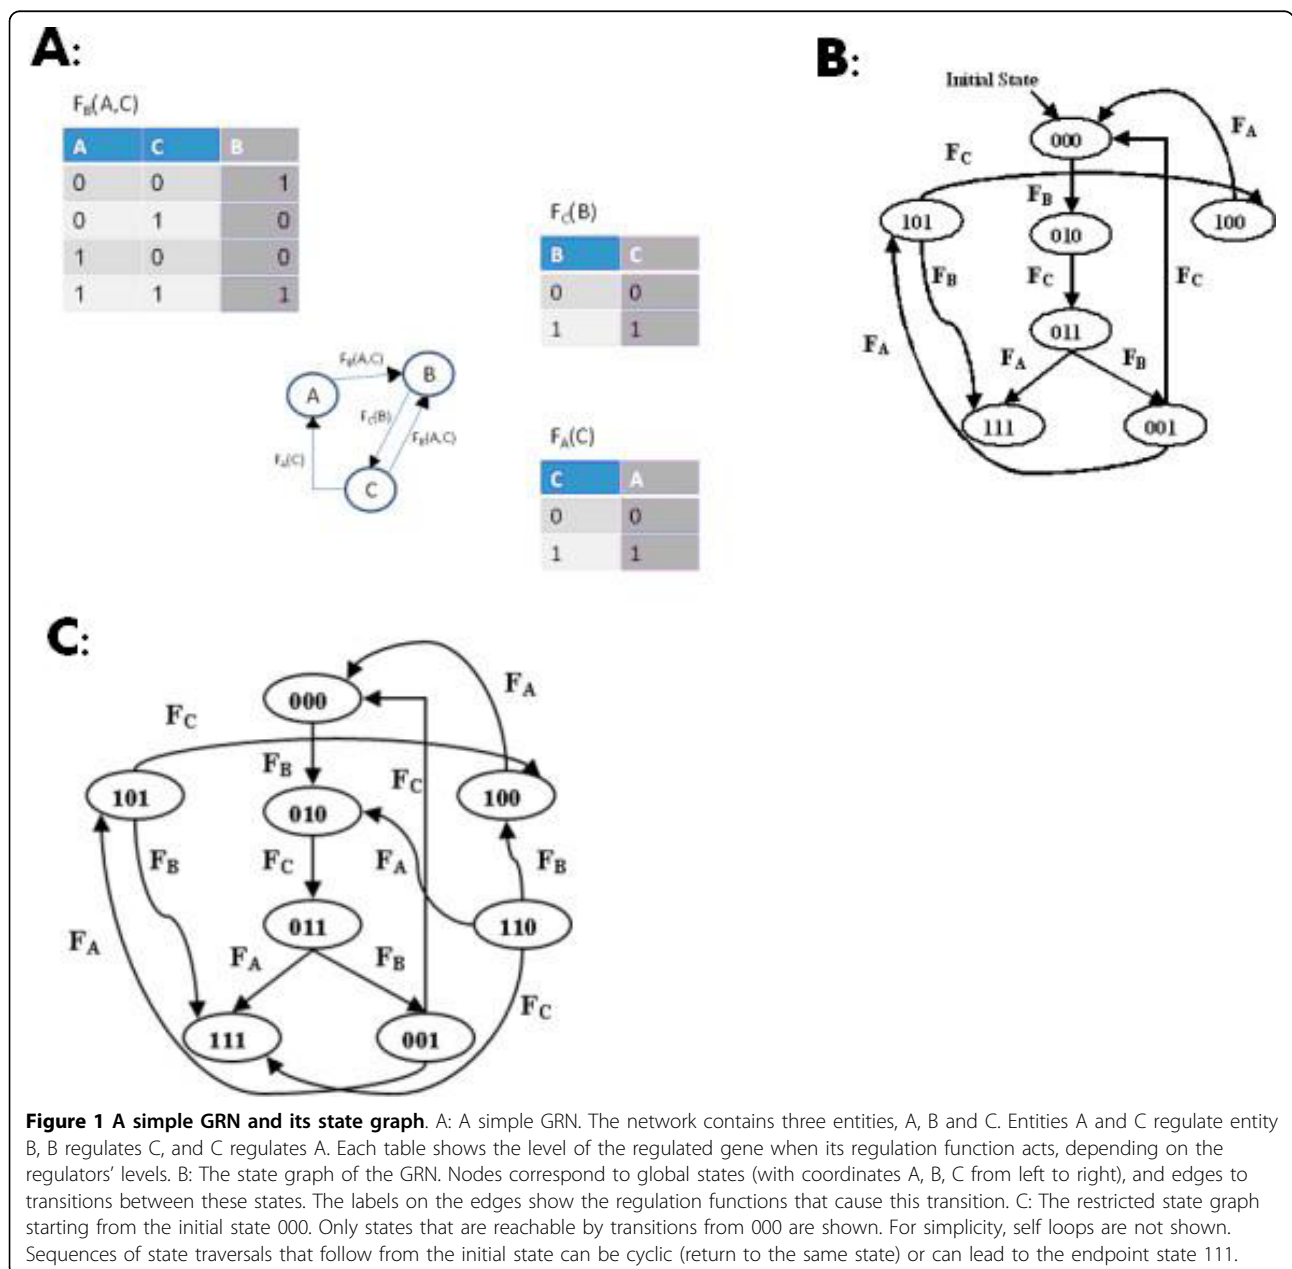 A:
F_B(A,C)
A C B
0 0 1
0 1 0
1 0 0
1 1 1
F_C(B)
B C
0 0
1 1
F_A(C)
C A
0 0
1 1
F_B(A,C)
A B
F_C(B)
F_B(A,C)
F_A(C)
C
B:
Initial State
000
F_A
F_C
F_B
101
010
100
F_B
F_C
F_C
011
F_A
F_A
F_B
111
001
C:
000
F_A
F_C
F_B
F_C
101
100
010
F_B
F_C
F_A
F_B
011
110
F_A
F_A
F_B
F_C
111
001
Figure 1 A simple GRN and its state graph. A: A simple GRN. The network contains three entities, A, B and C. Entities A and C regulate entity
B, B regulates C, and C regulates A. Each table shows the level of the regulated gene when its regulation function acts, depending on the
regulators' levels. B: The state graph of the GRN. Nodes correspond to global states (with coordinates A, B, C from left to right), and edges to
transitions between these states. The labels on the edges show the regulation functions that cause this transition. C: The restricted state graph
starting from the initial state 000. Only states that are reachable by transitions from 000 are shown. For simplicity, self loops are not shown.
Sequences of state traversals that follow from the initial state can be cyclic (return to the same state) or can lead to the endpoint state 111.